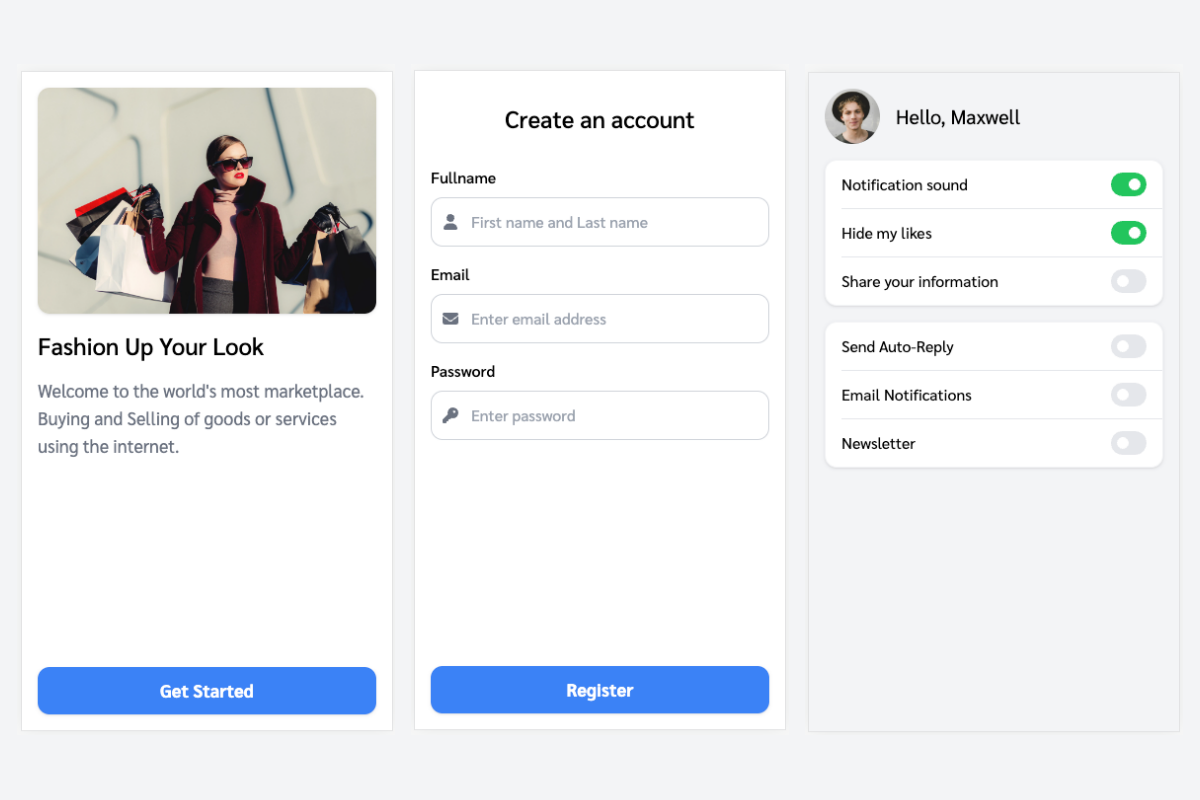 Fashion Up Your Look
Welcome to the world's most marketplace.
Buying and Selling of goods or services
using the internet.
Get Started
Create an account
Fullname
First name and Last name
Email
Enter email address
Password
Enter password
Register
Hello, Maxwell
Notification sound
Hide my likes
Share your information
Send Auto-Reply
Email Notifications
Newsletter